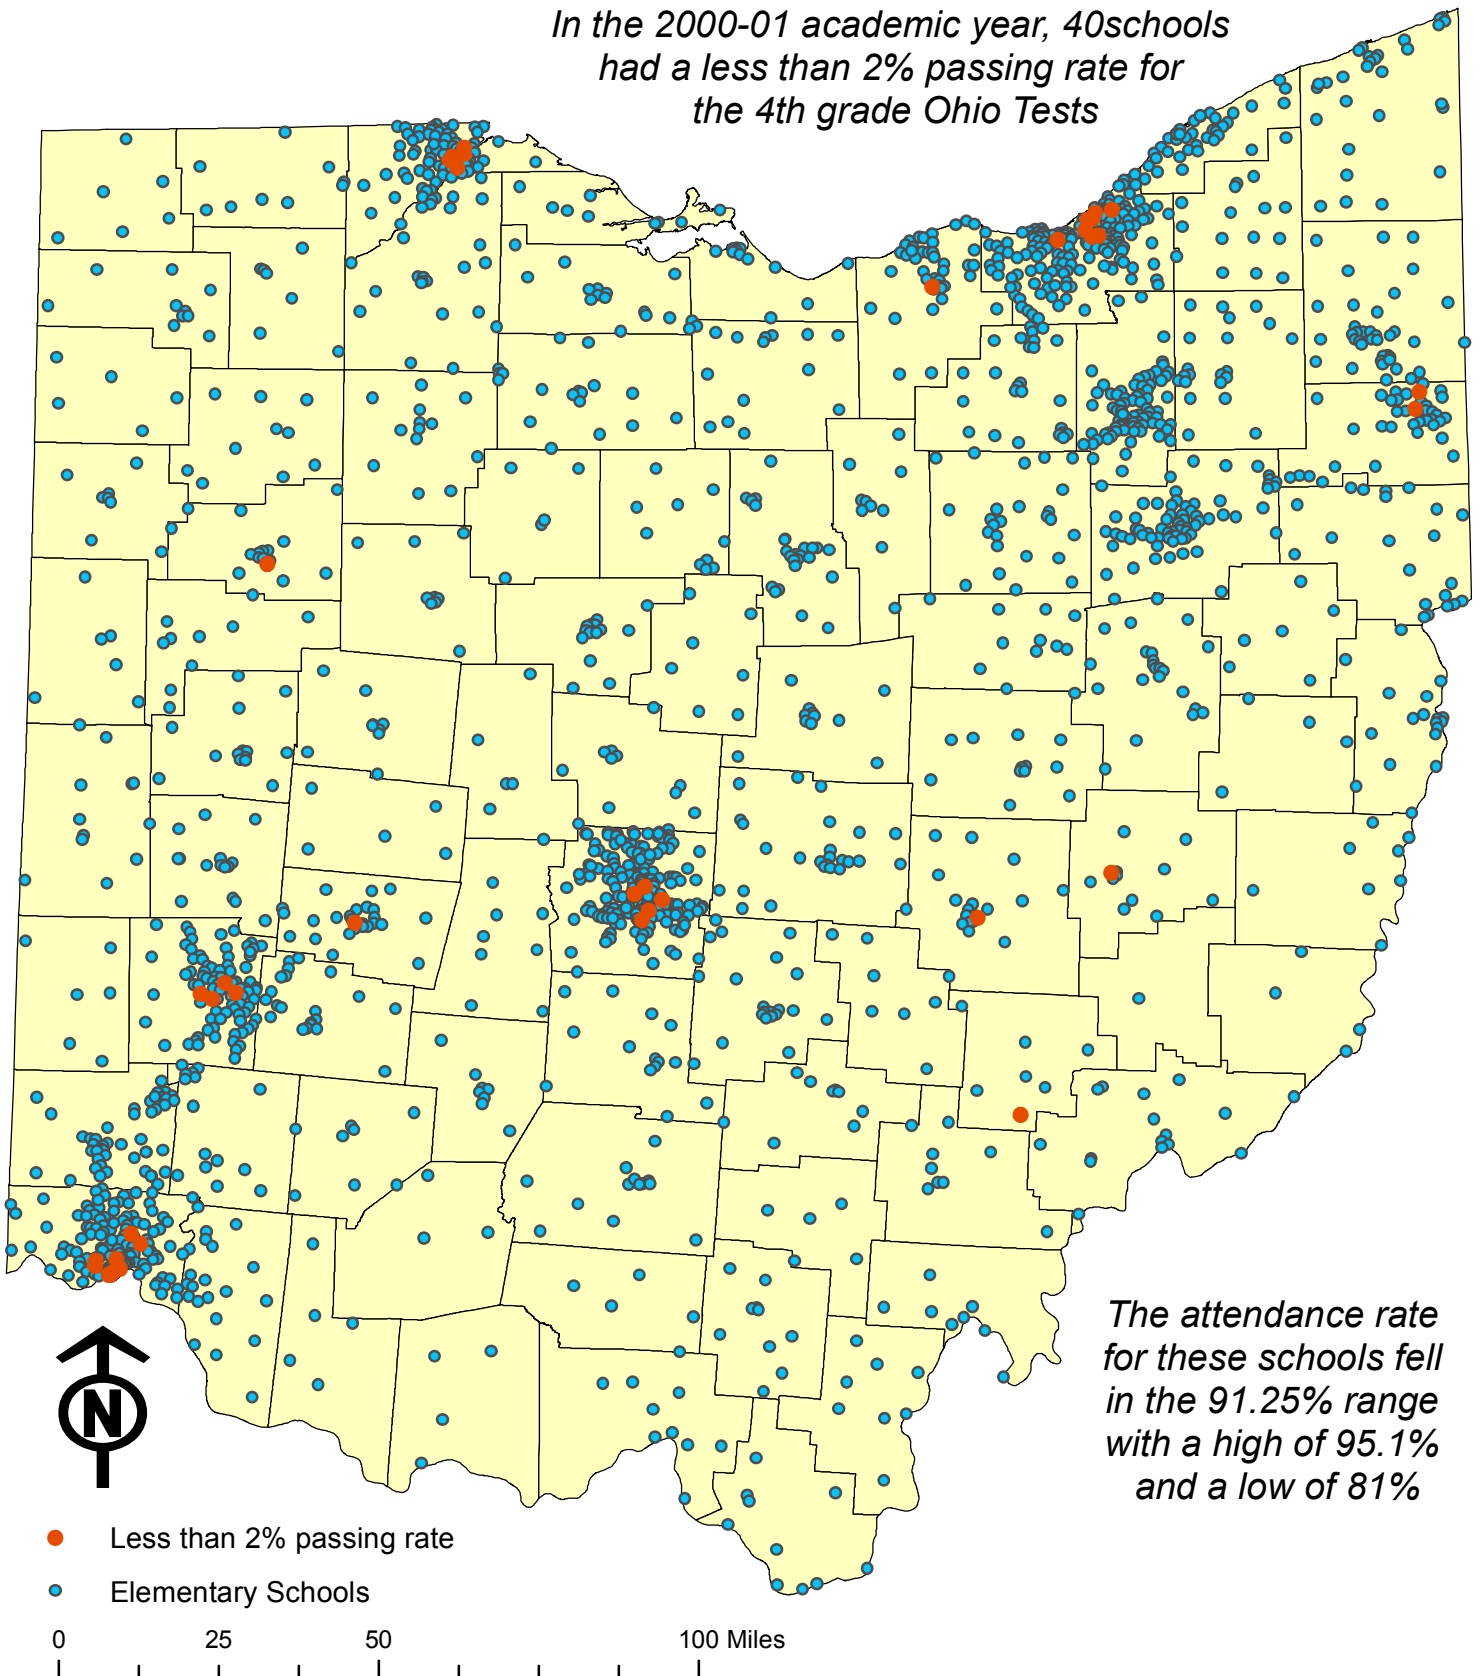 In the 2000-01 academic year, 40schools
had a less than 2% passing rate for
the 4th grade Ohio Tests
The attendance rate
for these schools fell
in the 91.25% range
with a high of 95.1%
and a low of 81%
N
Less than 2% passing rate
Elementary Schools
0 25 50 100 Miles